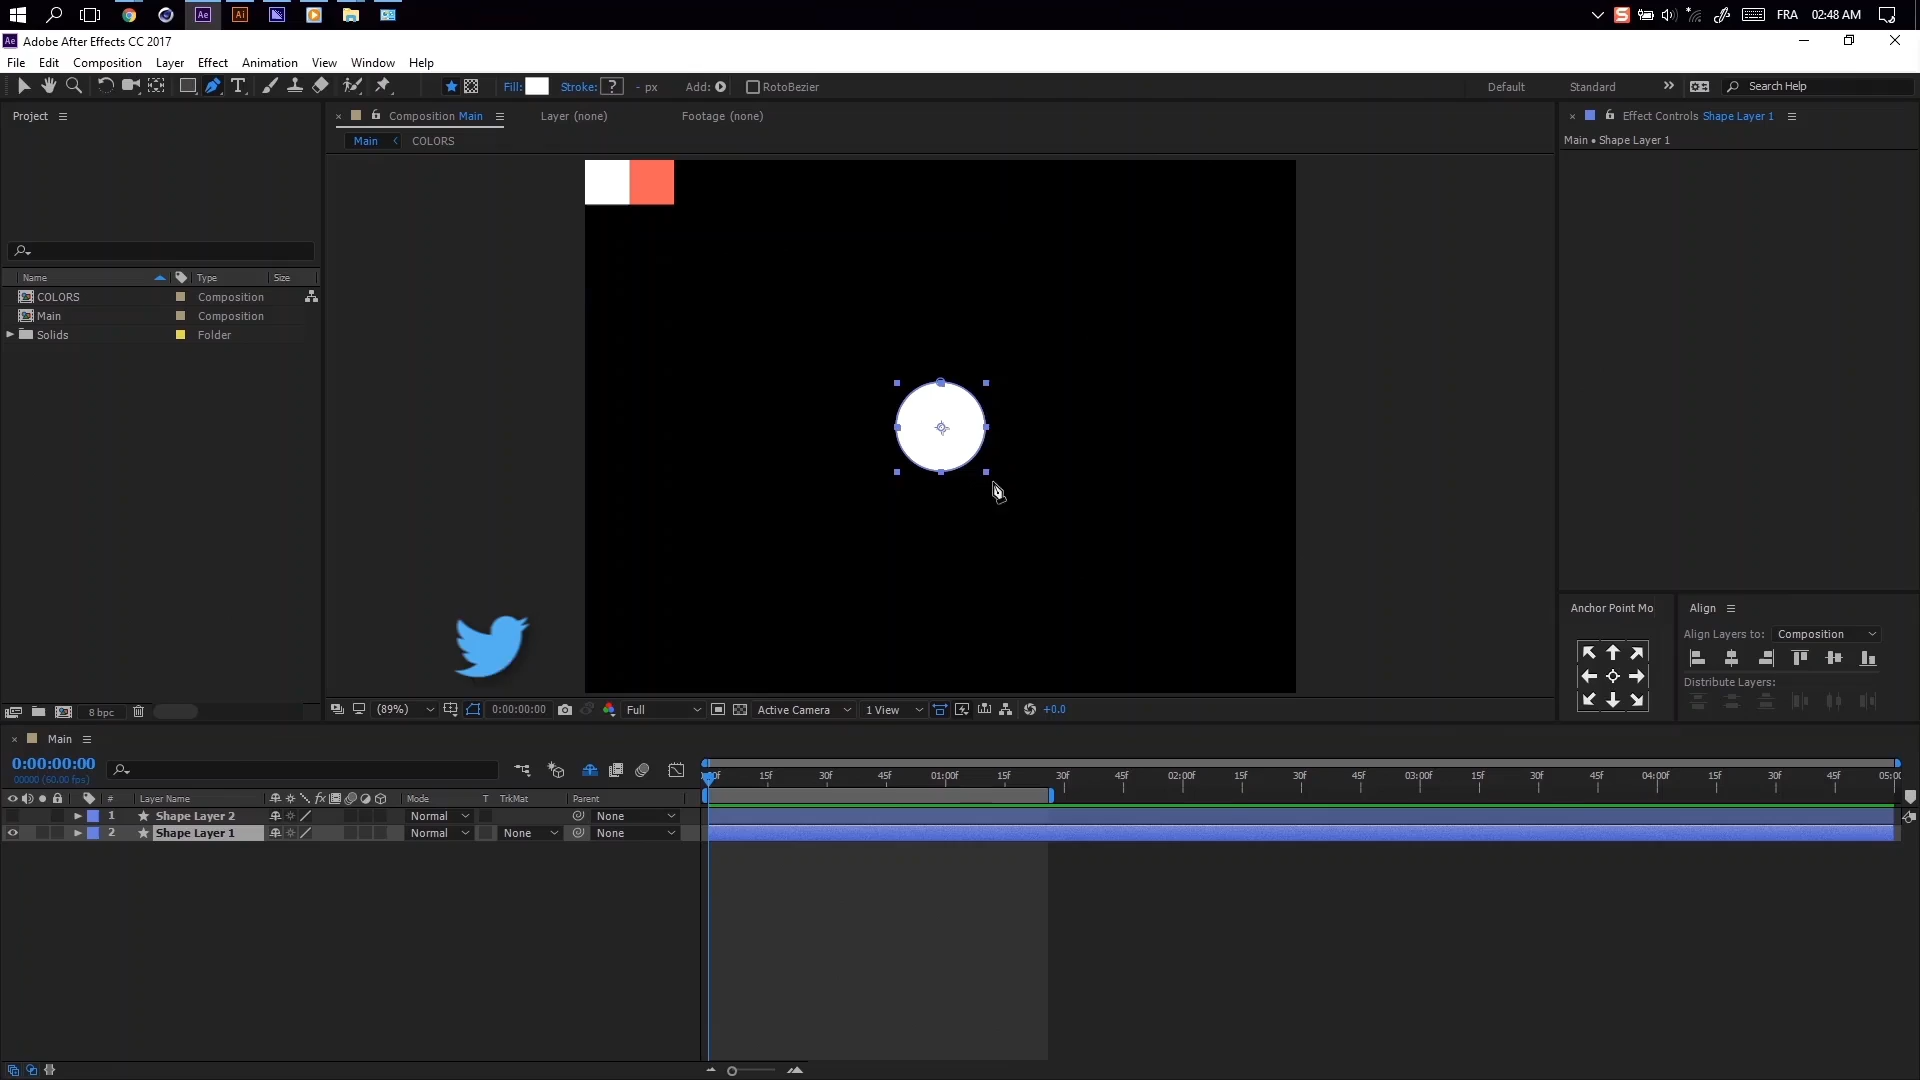 FRA 02:48 AM
Adobe After Effects CC 2017
File Edit Composition Layer Effect Animation View Window Help
Fill: Stroke: ? - px Add: RotoBezier Default Standard Search Help
Project
Composition Main Layer (none) Footage (none)
Effect Controls Shape Layer 1
Main COLORS
Main • Shape Layer 1
Name Type Size
COLORS Composition
Main Composition
Solids Folder
Anchor Point Mo
Align
Align Layers to: Composition
Distribute Layers:
8 bpc
(89%) 0:00:00:00 Full Active Camera 1 View +0.0
Main
0:00:00:00
00000 (60.00 fps)
15f 30f 45f 01:00f 15f 30f 45f 02:00f 15f 30f 45f 03:00f 15f 30f 45f 04:00f 15f 30f 45f 05:00
# Layer Name fx Mode T TrkMat Parent
1 Shape Layer 2 Normal None
2 Shape Layer 1 Normal None None